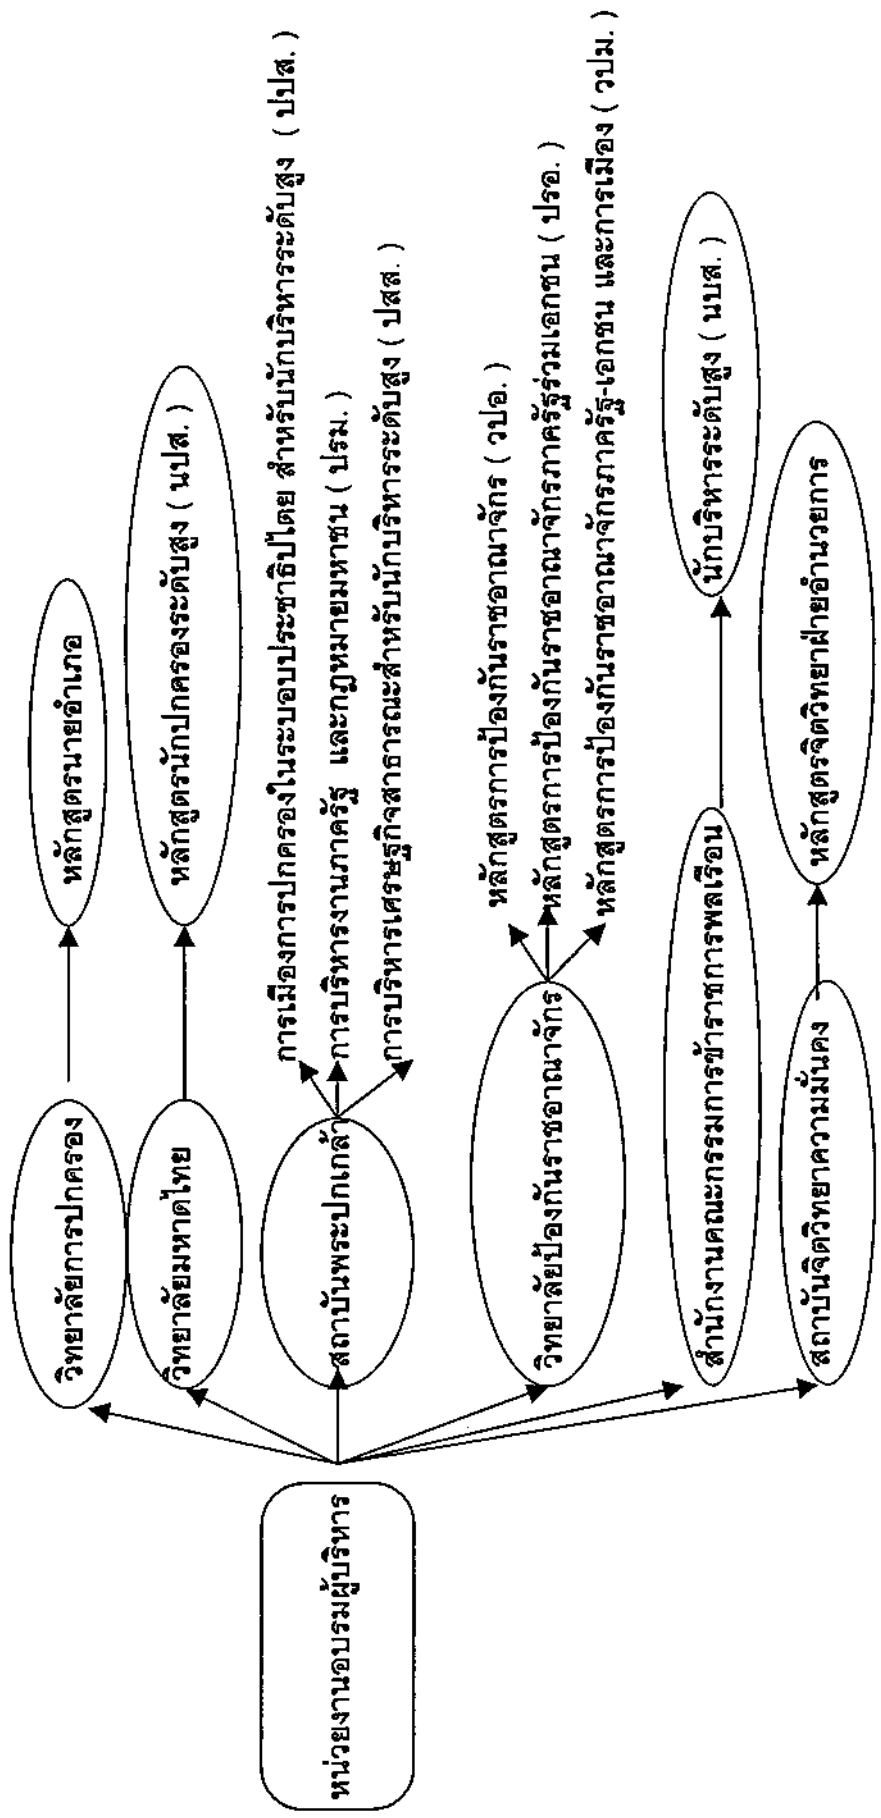 หน่วยงานอบรมผู้บริหาร
วิทยาลัยการปกครอง
หลักสูตรนายอำเภอ
วิทยาลัยมหาดไทย
หลักสูตรนักปกครองระดับสูง ( นปส. )
สถาบันพระปกเกล้า
การเมืองการปกครองในระบอบประชาธิปไตย สำหรับนักบริหารระดับสูง ( ปปส. )
การบริหารงานภาครัฐ และกฎหมายมหาชน ( ปรม. )
การบริหารเศรษฐกิจสาธารณะสำหรับนักบริหารระดับสูง ( ปสส. )
วิทยาลัยป้องกันราชอาณาจักร
หลักสูตรการป้องกันราชอาณาจักร ( วปอ. )
หลักสูตรการป้องกันราชอาณาจักรภาครัฐร่วมเอกชน ( ปรอ. )
หลักสูตรการป้องกันราชอาณาจักรภาครัฐ-เอกชน และการเมือง ( วปม. )
สำนักงานคณะกรรมการข้าราชการพลเรือน
นักบริหารระดับสูง ( นบส. )
สถาบันจิตวิทยาความมั่นคง
หลักสูตรจิตวิทยาฝ่ายอำนวยการ